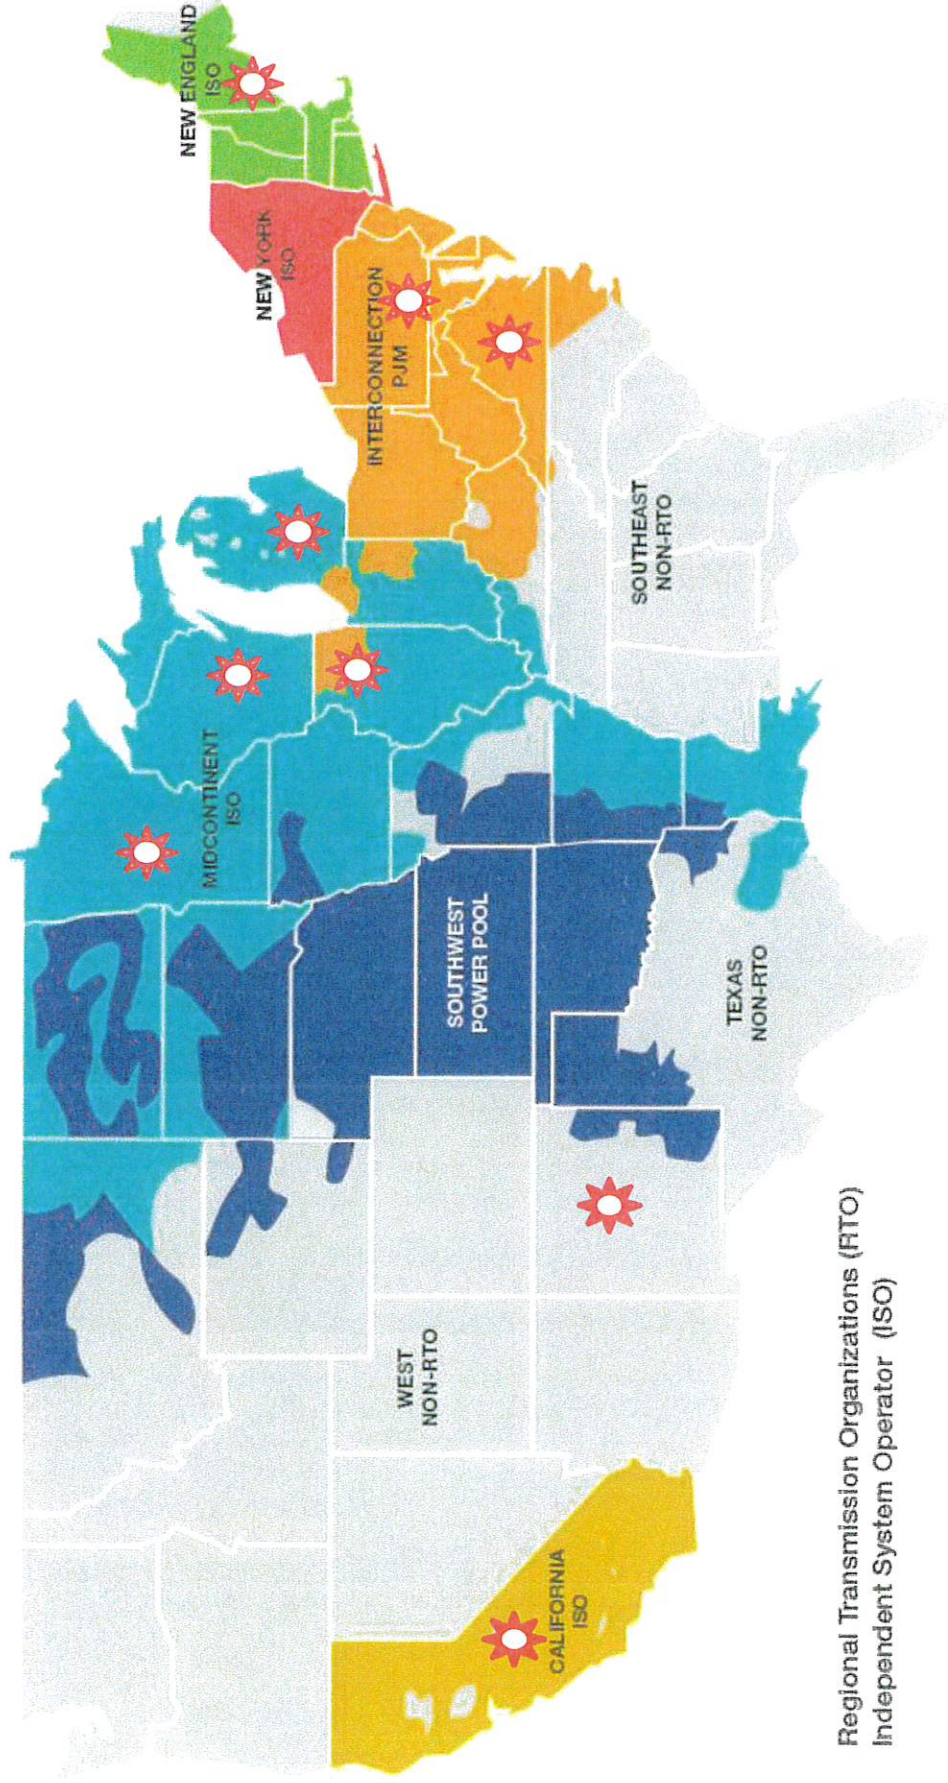 NEW ENGLAND
ISO
NEW YORK
ISO
INTERCONNECTION
PJM
MIDCONTINENT
ISO
SOUTHEAST
NON-RTO
SOUTHWEST
POWER POOL
TEXAS
NON-RTO
WEST
NON-RTO
CALIFORNIA
ISO
Regional Transmission Organizations (RTO)
Independent System Operator (ISO)